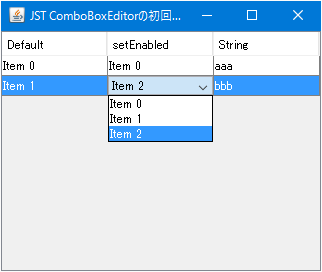 JST ComboBoxEditorの初回...
Default setEnabled String
Item 0 Item 0 aaa
Item 1 Item 2 bbb
Item 0
Item 1
Item 2